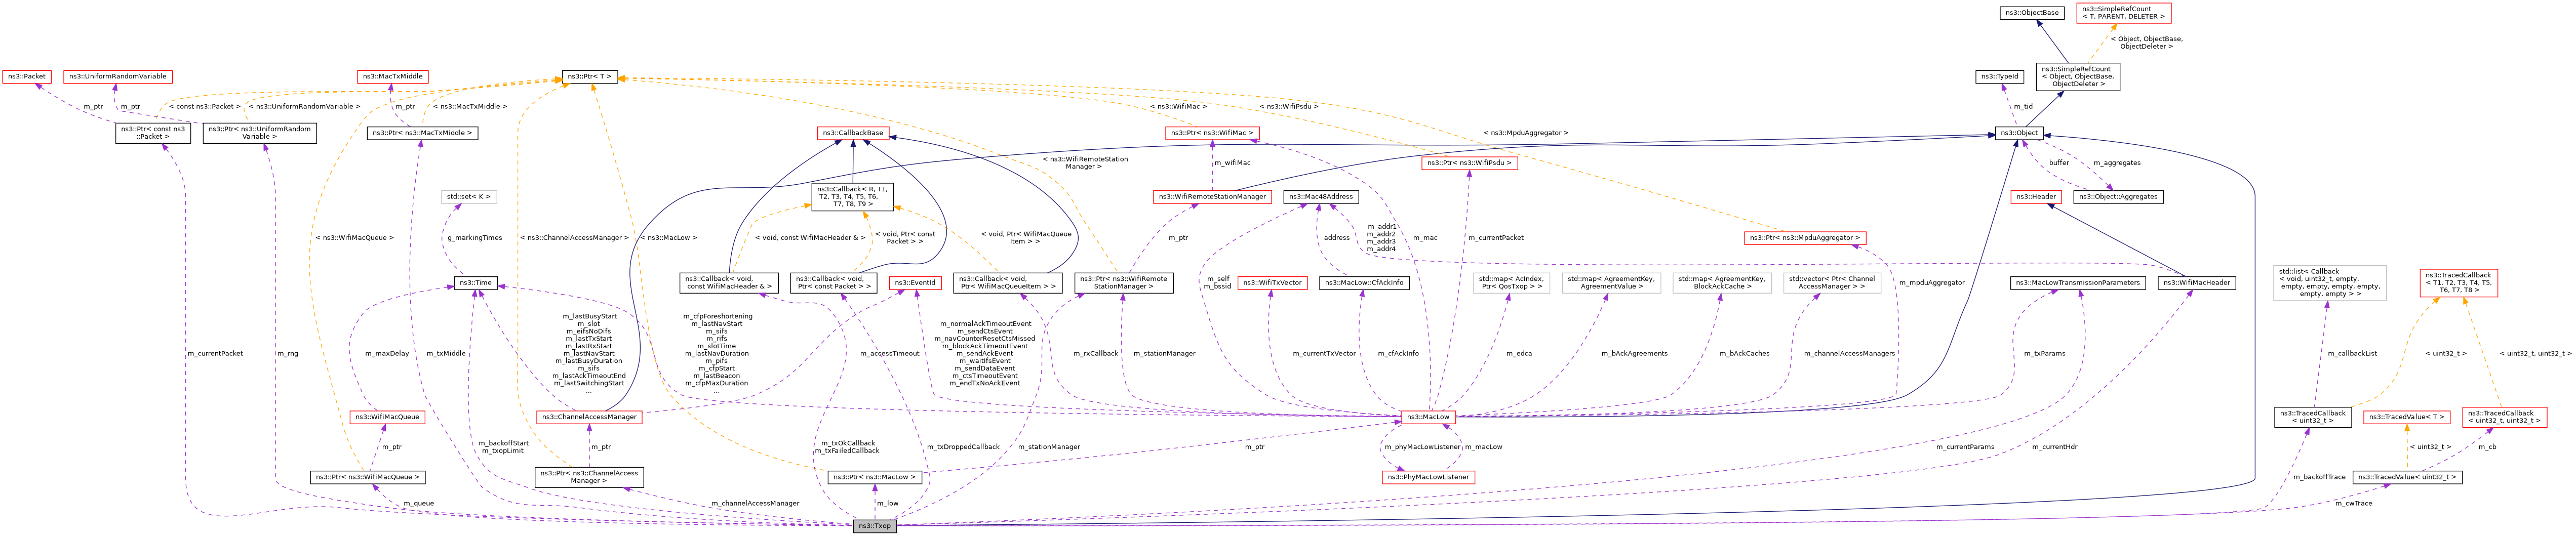 ns3::ObjectBase
ns3::SimpleRefCount
< T, PARENT, DELETER >
< Object, ObjectBase,
ObjectDeleter >
ns3::Packet
ns3::UniformRandomVariable
ns3::MacTxMiddle
ns3::Ptr< T >
ns3::TypeId
ns3::SimpleRefCount
< Object, ObjectBase,
ObjectDeleter >
m_ptr
m_ptr
< const ns3::Packet >
< ns3::UniformRandomVariable >
m_ptr
< ns3::MacTxMiddle >
< ns3::WifiMac >
< ns3::WifiPsdu >
m_tid
ns3::Ptr< const ns3
::Packet >
ns3::Ptr< ns3::UniformRandom
Variable >
ns3::Ptr< ns3::MacTxMiddle >
ns3::CallbackBase
ns3::Ptr< ns3::WifiMac >
< ns3::MpduAggregator >
ns3::Object
< ns3::WifiRemoteStation
Manager >
m_wifiMac
ns3::Ptr< ns3::WifiPsdu >
buffer
m_aggregates
std::set< K >
ns3::Callback< R, T1,
T2, T3, T4, T5, T6,
T7, T8, T9 >
ns3::WifiRemoteStationManager
ns3::Mac48Address
ns3::Header
ns3::Object::Aggregates
g_markingTimes
< ns3::WifiMacQueue >
< ns3::ChannelAccessManager >
< ns3::MacLow >
< void, const WifiMacHeader & >
< void, Ptr< const
Packet > >
< void, Ptr< WifiMacQueue
Item > >
m_ptr
address
m_addr1
m_addr2
m_addr3
m_addr4
m_mac
m_currentPacket
ns3::Ptr< ns3::MpduAggregator >
ns3::Time
ns3::Callback< void,
const WifiMacHeader & >
ns3::Callback< void,
Ptr< const Packet > >
ns3::EventId
ns3::Callback< void,
Ptr< WifiMacQueueItem > >
ns3::Ptr< ns3::WifiRemote
StationManager >
m_self
m_bssid
ns3::WifiTxVector
ns3::MacLow::CfAckInfo
std::map< AcIndex,
Ptr< QosTxop > >
std::map< AgreementKey,
AgreementValue >
std::map< AgreementKey,
BlockAckCache >
std::vector< Ptr< Channel
AccessManager > >
m_mpduAggregator
ns3::MacLowTransmissionParameters
ns3::WifiMacHeader
std::list< Callback
< void, uint32_t, empty,
empty, empty, empty, empty,
empty, empty > >
ns3::TracedCallback
< T1, T2, T3, T4, T5,
T6, T7, T8 >
m_currentPacket
m_rng
m_txMiddle
m_maxDelay
m_lastBusyStart
m_slot
m_eifsNoDifs
m_lastTxStart
m_lastRxStart
m_lastNavStart
m_lastBusyDuration
m_sifs
m_lastAckTimeoutEnd
m_lastSwitchingStart
...
m_cfpForeshortening
m_lastNavStart
m_sifs
m_rifs
m_slotTime
m_lastNavDuration
m_pifs
m_cfpStart
m_lastBeacon
m_cfpMaxDuration
...
m_accessTimeout
m_normalAckTimeoutEvent
m_sendCtsEvent
m_navCounterResetCtsMissed
m_blockAckTimeoutEvent
m_sendAckEvent
m_waitIfsEvent
m_sendDataEvent
m_ctsTimeoutEvent
m_endTxNoAckEvent
m_rxCallback
m_stationManager
m_currentTxVector
m_cfAckInfo
m_edca
m_bAckAgreements
m_bAckCaches
m_channelAccessManagers
m_txParams
m_callbackList
< uint32_t >
< uint32_t, uint32_t >
ns3::WifiMacQueue
ns3::ChannelAccessManager
ns3::MacLow
ns3::TracedCallback
< uint32_t >
ns3::TracedValue< T >
ns3::TracedCallback
< uint32_t, uint32_t >
m_ptr
m_backoffStart
m_txopLimit
m_ptr
m_txOkCallback
m_txFailedCallback
m_txDroppedCallback
m_stationManager
m_ptr
m_phyMacLowListener
m_macLow
m_currentParams
m_currentHdr
< uint32_t >
m_cb
ns3::Ptr< ns3::WifiMacQueue >
ns3::Ptr< ns3::ChannelAccess
Manager >
ns3::Ptr< ns3::MacLow >
ns3::PhyMacLowListener
m_backoffTrace
ns3::TracedValue< uint32_t >
m_queue
m_channelAccessManager
m_low
m_cwTrace
ns3::Txop